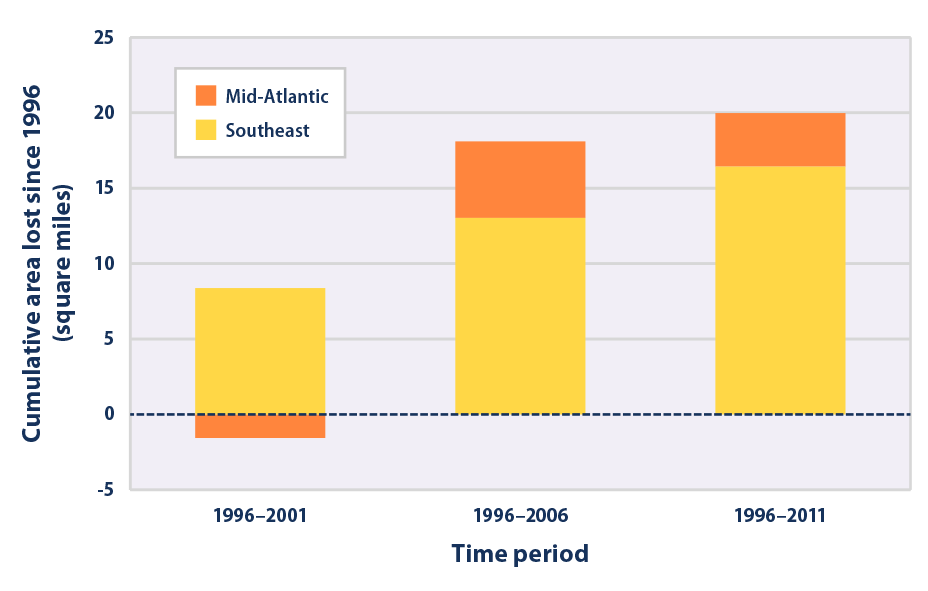 Cumulative area lost since 1996
(square miles)
25
20
15
10
5
0
-5
Mid-Atlantic
Southeast
1996–2001
1996–2006
1996–2011
Time period